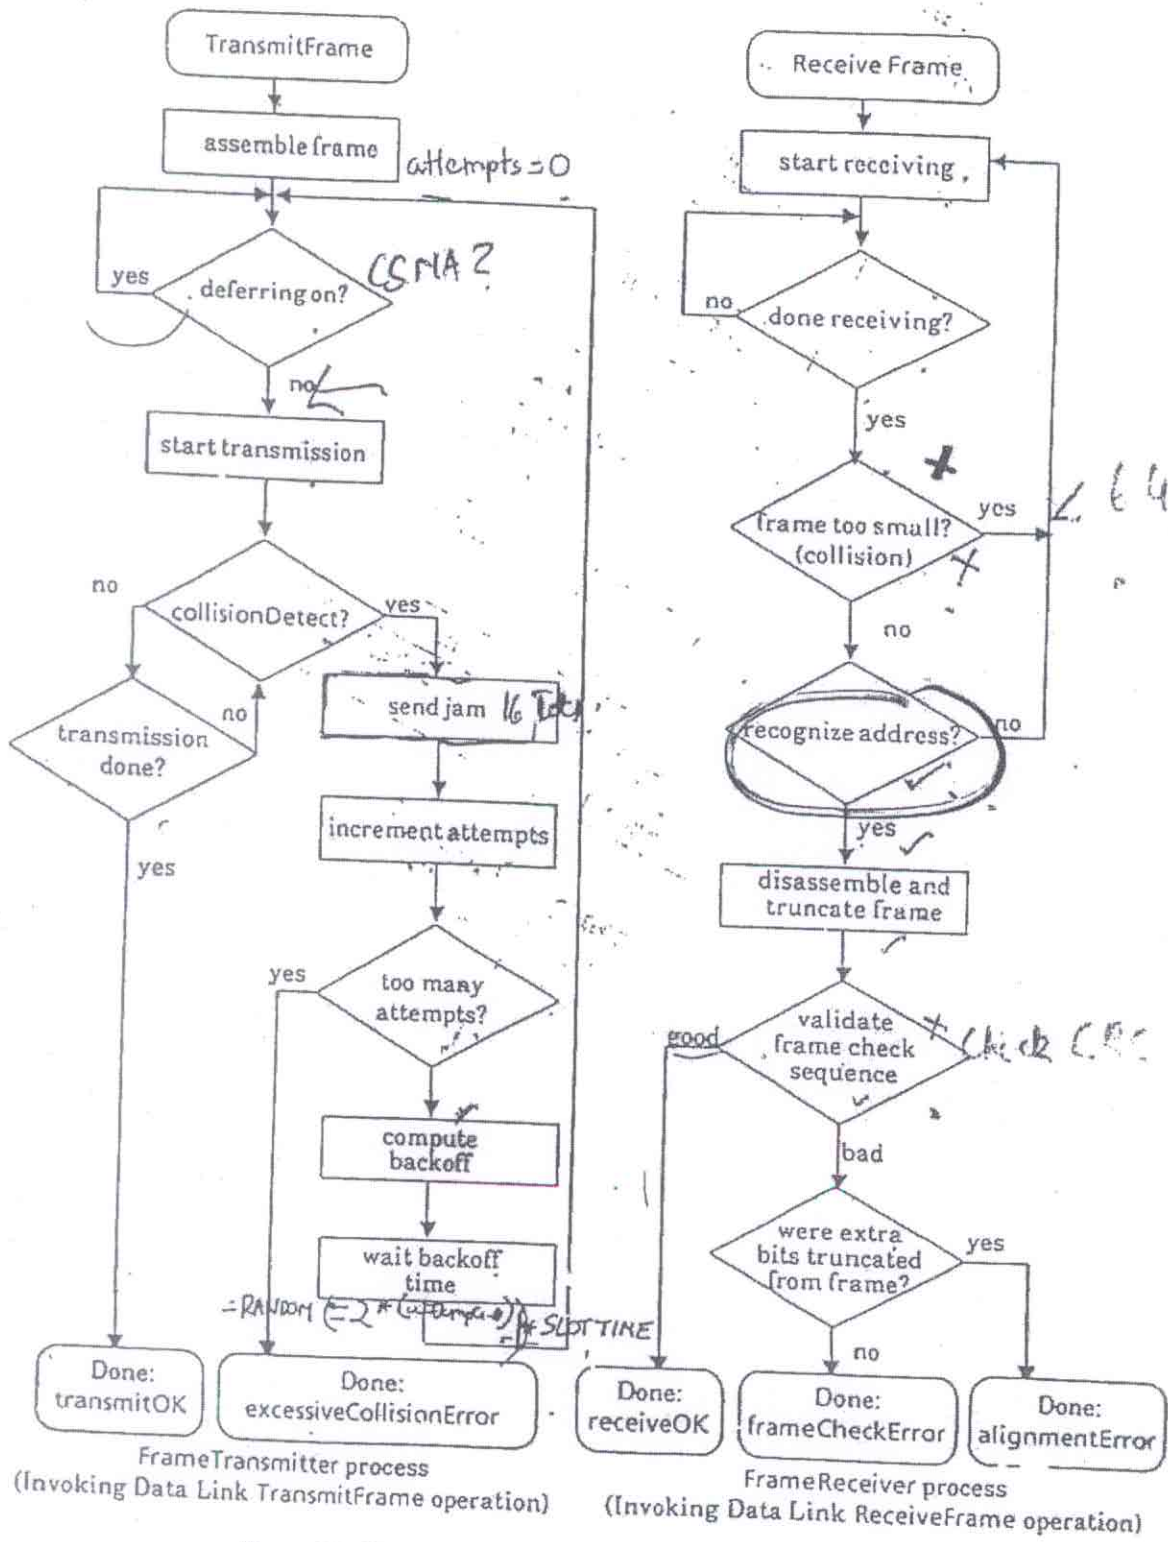 TransmitFrame
assemble frame
attempts=0
yes
deferring on?
no
start transmission
no
collisionDetect?
yes
send jam 16
transmission
done?
no
increment attempts
yes
yes
too many
attempts?
compute
backoff
wait backoff
time
=RANDOM
* SLOTTIME
Done:
transmitOK
Done:
excessiveCollisionError
FrameTransmitter process
(Invoking Data Link TransmitFrame operation)
Receive Frame
start receiving
no
done receiving?
yes
frame too small?
(collision)
yes
64
no
recognize address?
no
yes
disassemble and
truncate frame
validate
frame check
sequence
good
Check CRC
bad
were extra
bits truncated
from frame?
yes
no
Done:
receiveOK
Done:
frameCheckError
Done:
alignmentError
FrameReceiver process
(Invoking Data Link ReceiveFrame operation)